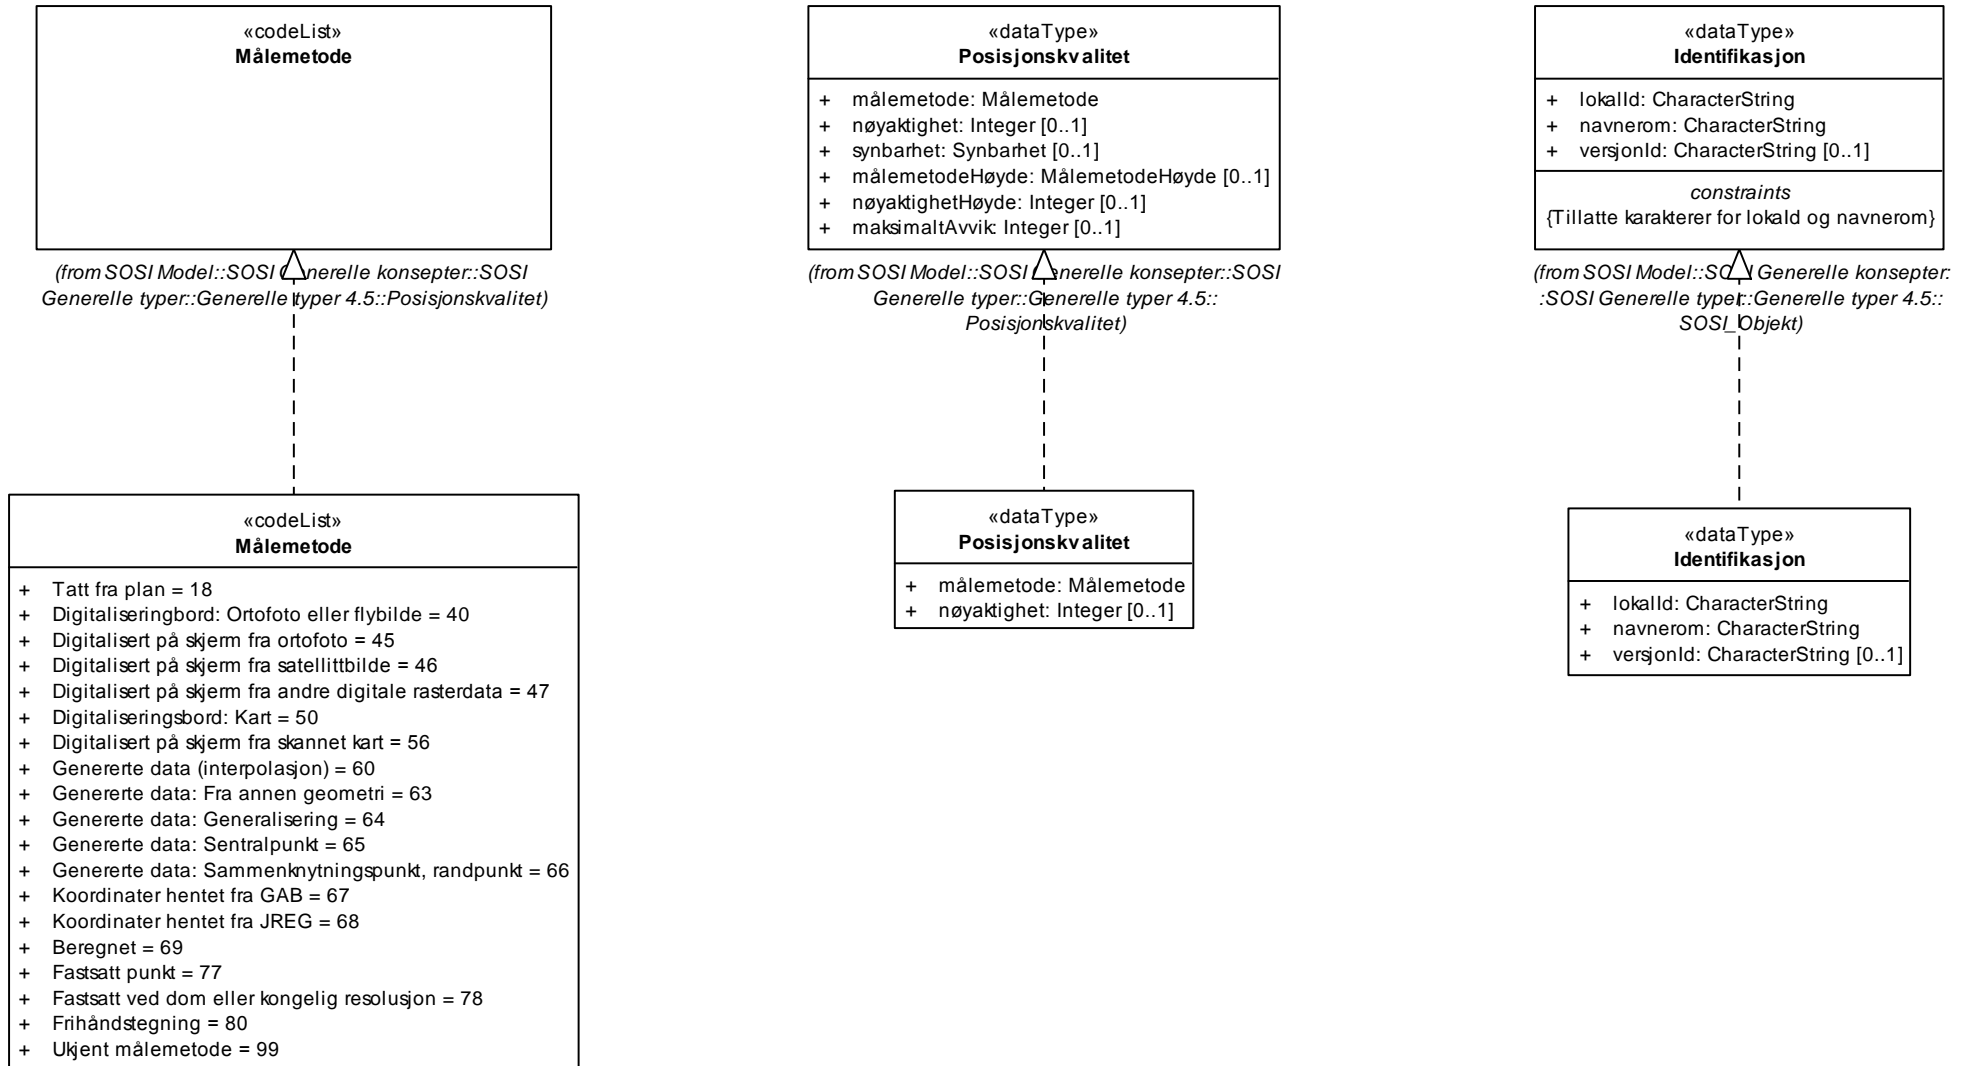 «codeList»
Målemetode
(from SOSI Model::SOSI Generelle konsepter::SOSI
Generelle typer::Generelle typer 4.5::Posisjonskvalitet)
«codeList»
Målemetode
+ Tatt fra plan = 18
+ Digitaliseringbord: Ortofoto eller flybilde = 40
+ Digitalisert på skjerm fra ortofoto = 45
+ Digitalisert på skjerm fra satellittbilde = 46
+ Digitalisert på skjerm fra andre digitale rasterdata = 47
+ Digitaliseringsbord: Kart = 50
+ Digitalisert på skjerm fra skannet kart = 56
+ Genererte data (interpolasjon) = 60
+ Genererte data: Fra annen geometri = 63
+ Genererte data: Generalisering = 64
+ Genererte data: Sentralpunkt = 65
+ Genererte data: Sammenknytningspunkt, randpunkt = 66
+ Koordinater hentet fra GAB = 67
+ Koordinater hentet fra JREG = 68
+ Beregnet = 69
+ Fastsatt punkt = 77
+ Fastsatt ved dom eller kongelig resolusjon = 78
+ Frihåndstegning = 80
+ Ukjent målemetode = 99
«dataType»
Posisjonskvalitet
+ målemetode: Målemetode
+ nøyaktighet: Integer [0..1]
+ synbarhet: Synbarhet [0..1]
+ målemetodeHøyde: MålemetodeHøyde [0..1]
+ nøyaktighetHøyde: Integer [0..1]
+ maksimaltAvvik: Integer [0..1]
(from SOSI Model::SOSI Generelle konsepter::SOSI
Generelle typer::Generelle typer 4.5::
Posisjonskvalitet)
«dataType»
Posisjonskvalitet
+ målemetode: Målemetode
+ nøyaktighet: Integer [0..1]
«dataType»
Identifikasjon
+ lokalId: CharacterString
+ navnerom: CharacterString
+ versjonId: CharacterString [0..1]
constraints
{Tillatte karakterer for lokaId og navnerom}
(from SOSI Model::SOSI Generelle konsepter:
:SOSI Generelle typer::Generelle typer 4.5::
SOSI_Objekt)
«dataType»
Identifikasjon
+ lokalId: CharacterString
+ navnerom: CharacterString
+ versjonId: CharacterString [0..1]